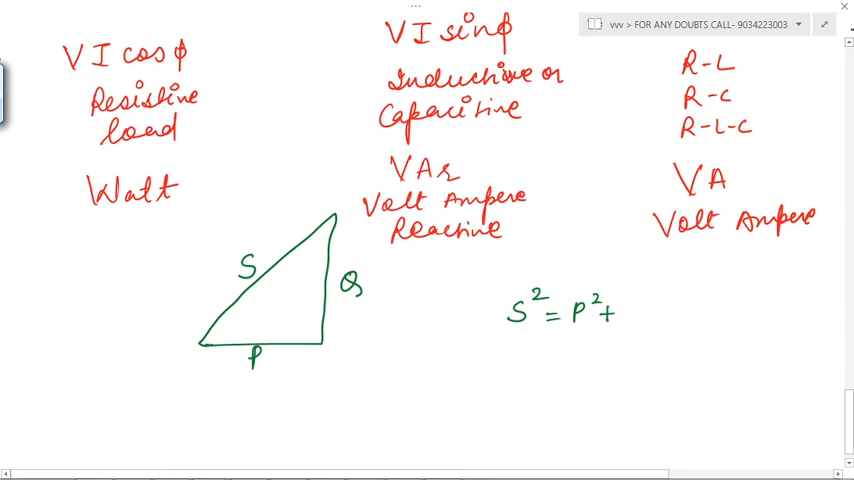 ...
vvv > FOR ANY DOUBTS CALL- 9034223003
VI cosφ
Resistive
load
Watt
VI sinφ
Inductive or
Capacitive
VAr
Volt Ampere
Reactive
R-L
R-C
R-L-C
VA
Volt Ampere
S
Q
P
S² = P² +